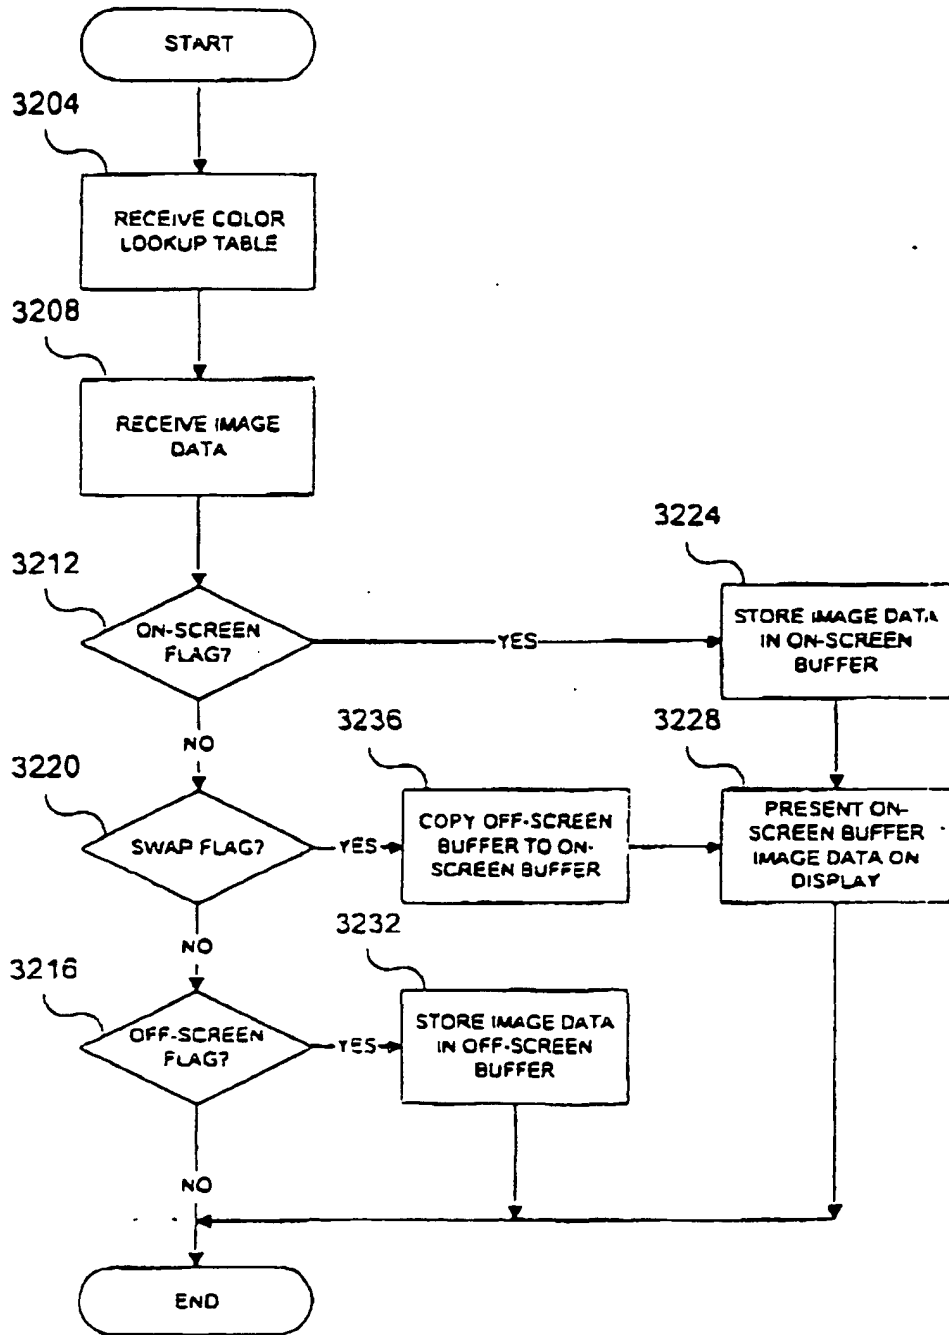 START
3204
RECEIVE COLOR
LOOKUP TABLE
3208
RECEIVE IMAGE
DATA
3212
ON-SCREEN
FLAG?
YES
3224
STORE IMAGE DATA
IN ON-SCREEN
BUFFER
NO
3220
SWAP FLAG?
YES
3236
COPY OFF-SCREEN
BUFFER TO ON-
SCREEN BUFFER
3228
PRESENT ON-
SCREEN BUFFER
IMAGE DATA ON
DISPLAY
NO
3216
OFF-SCREEN
FLAG?
YES
3232
STORE IMAGE DATA
IN OFF-SCREEN
BUFFER
NO
END